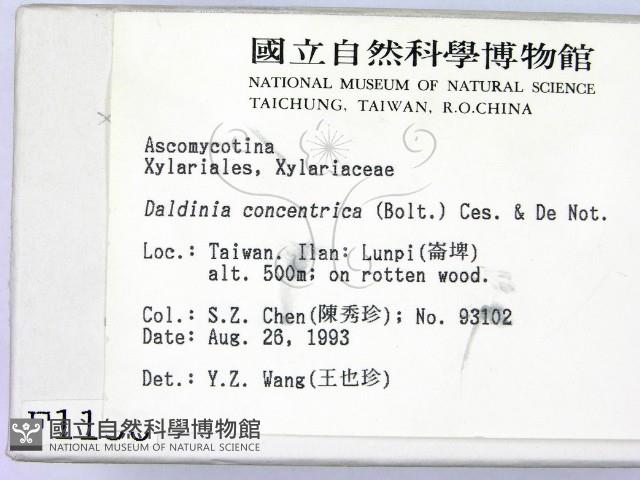 國立自然科學博物館
NATIONAL MUSEUM OF NATURAL SCIENCE
TAICHUNG, TAIWAN, R.O.CHINA
Ascomycotina
Xylariales, Xylariaceae
Daldinia concentrica (Bolt.) Ces. & De Not.
Loc.: Taiwan. Ilan: Lunpi(崙埤)
alt. 500m; on rotten wood.
Col.: S.Z. Chen(陳秀珍); No. 93102
Date: Aug. 26, 1993
Det.: Y.Z. Wang(王也珍)
國立自然科學博物館
NATIONAL MUSEUM OF NATURAL SCIENCE